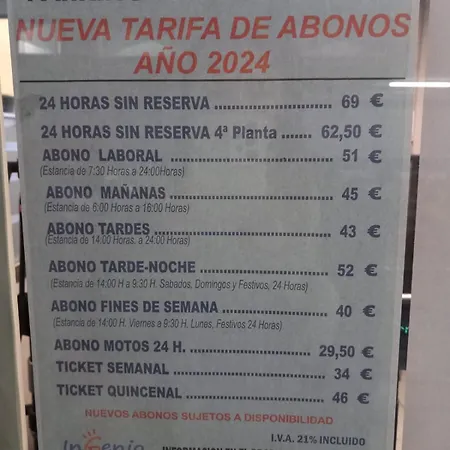 NUEVA TARIFA DE ABONOS
AÑO 2024
24 HORAS SIN RESERVA ........................ 69 €
24 HORAS SIN RESERVA 4ª Planta ...... 62,50 €
ABONO LABORAL ................................ 51 €
(Estancia de 7:30 Horas a 24:00Horas)
ABONO MAÑANAS ............................. 45 €
(Estancia de 6:00 Horas a 16:00 Horas)
ABONO TARDES ................................ 43 €
(Estancia de 14:00 Horas. a 24:00 Horas)
ABONO TARDE-NOCHE ...................... 52 €
(Estancia de 14:00 H a 9:30 H. Sabados, Domingos y Festivos, 24 Horas)
ABONO FINES DE SEMANA ................. 40 €
(Estancia de 14:00 H. Viernes a 9:30 H. Lunes, Festivos 24 Horas)
ABONO MOTOS 24 H. ...................... 29,50 €
TICKET SEMANAL .............................. 34 €
TICKET QUINCENAL .......................... 46 €
NUEVOS ABONOS SUJETOS A DISPONIBILIDAD
I.V.A. 21% INCLUIDO
InGenio